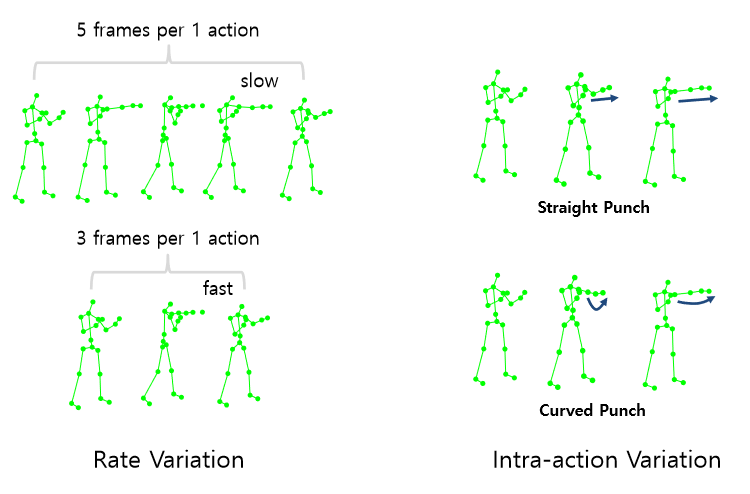 5 frames per 1 action
slow
3 frames per 1 action
fast
Rate Variation
Straight Punch
Curved Punch
Intra-action Variation